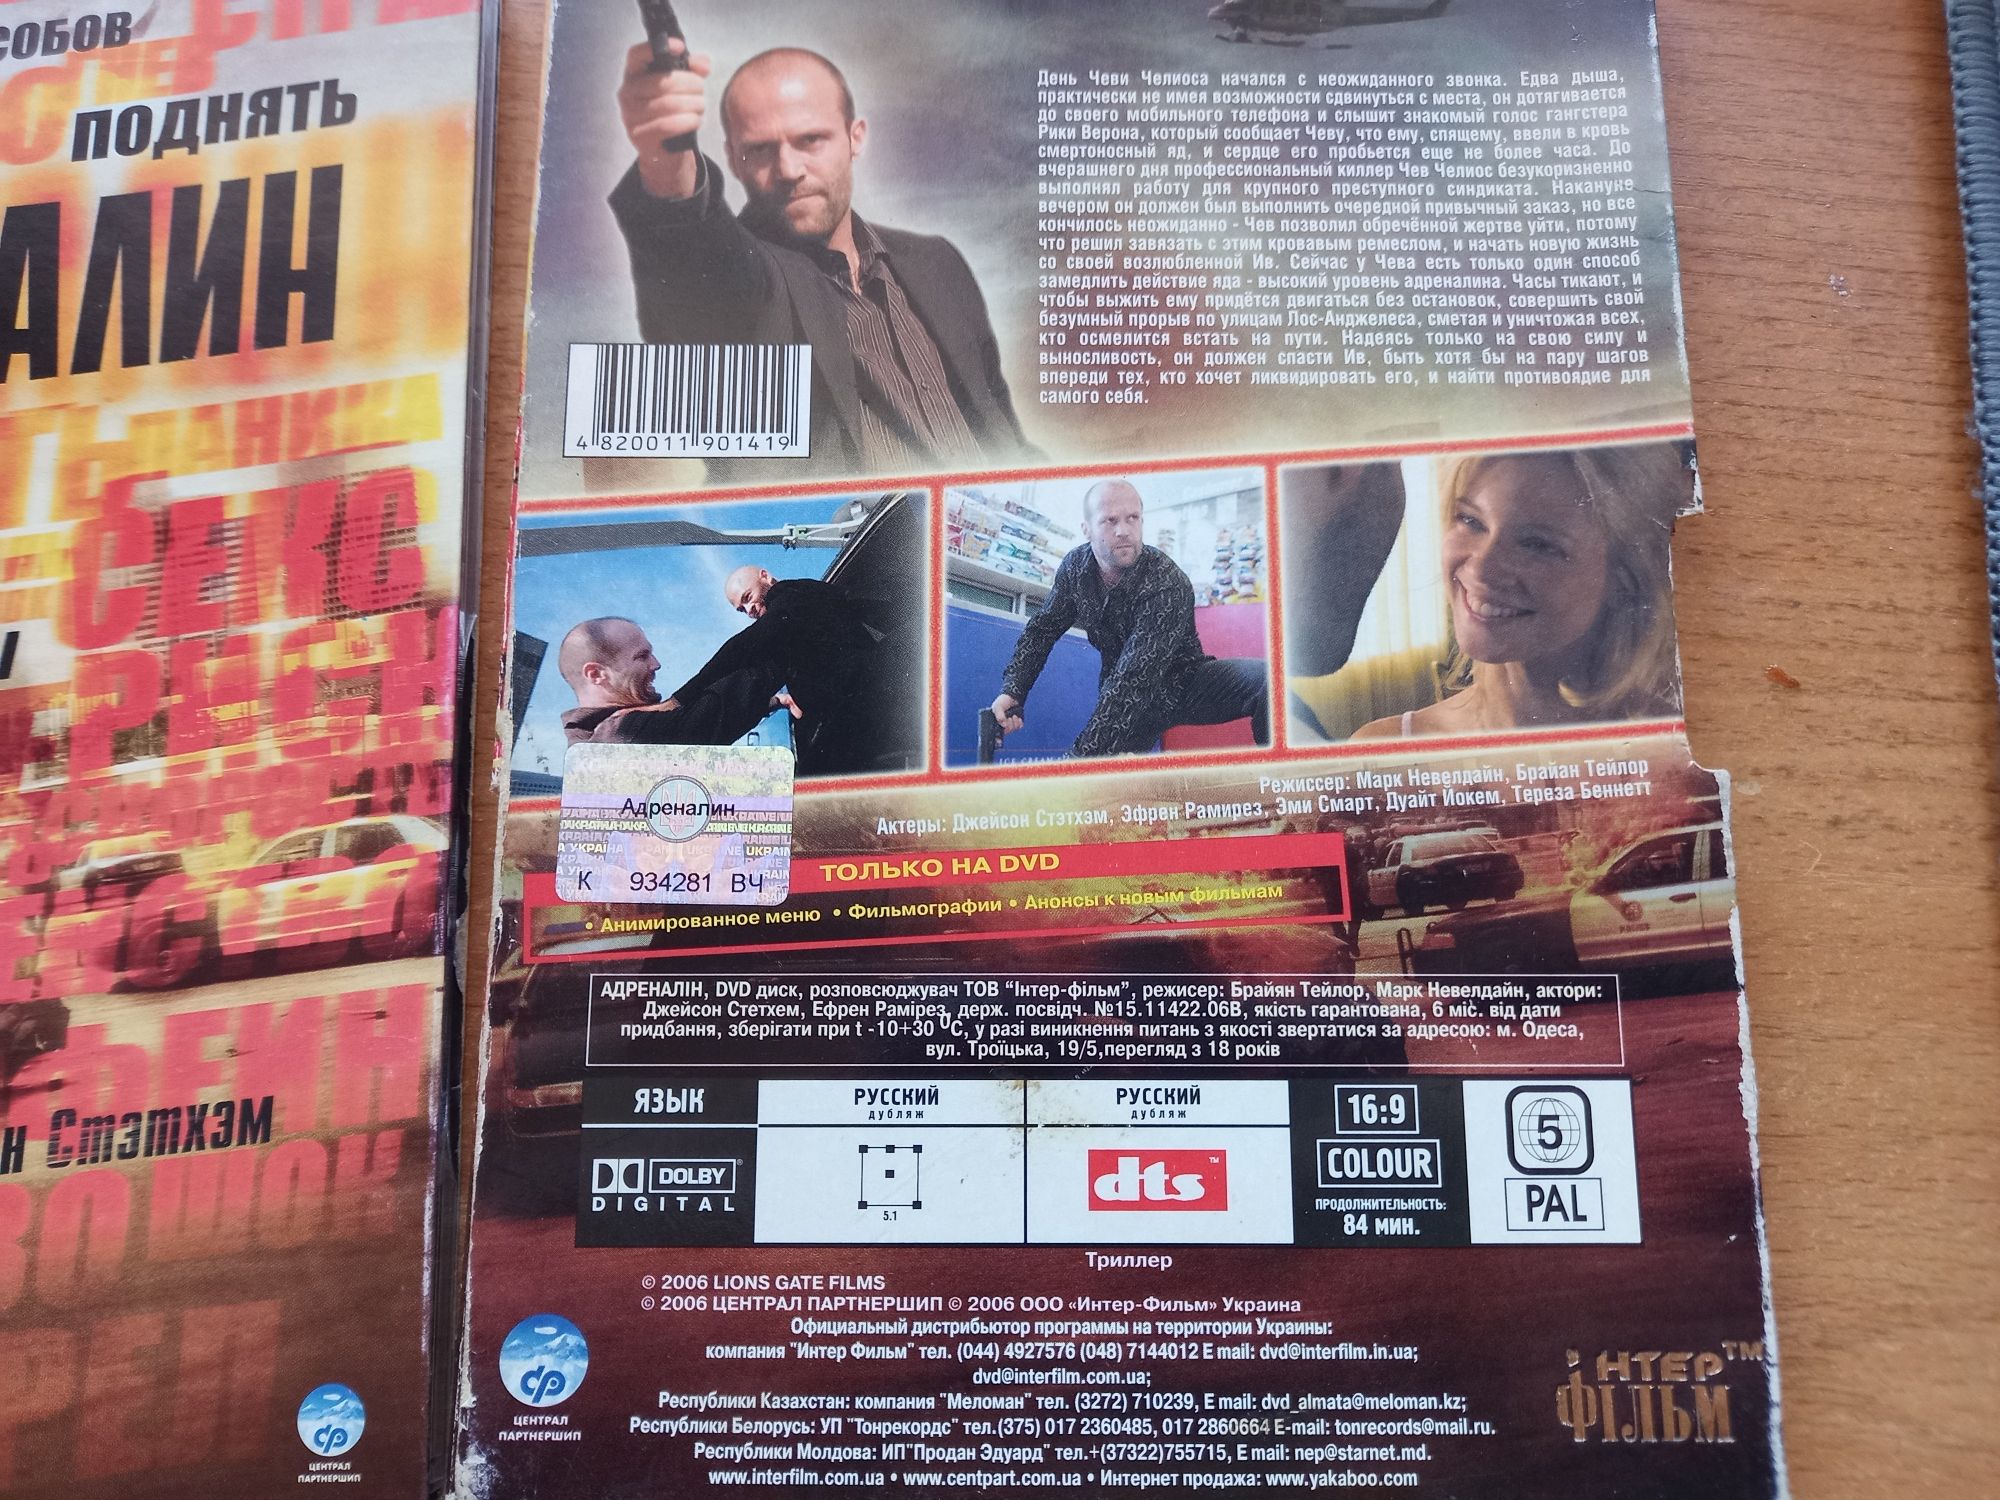 СОБОВ
ПОДНЯТЬ
АЛИН
ПАНИКА
СЕКС
РИСК
Н Стэтхэм
ЦЕНТРАЛ
ПАРТНЕРШИП
День Чеви Челиоса начался с неожиданного звонка. Едва дыша,
практически не имея возможности сдвинуться с места, он дотягивается
до своего мобильного телефона и слышит знакомый голос гангстера
Рики Верона, который сообщает Чеву, что ему, спящему, ввели в кровь
смертоносный яд, и сердце его пробьется еще не более часа. До
вчерашнего дня профессиональный киллер Чев Челиос безукоризненно
выполнял работу для крупного преступного синдиката. Накануне
вечером он должен был выполнить очередной привычный заказ, но все
кончилось неожиданно - Чев позволил обречённой жертве уйти, потому
что решил завязать с этим кровавым ремеслом, и начать новую жизнь
со своей возлюбленной Ив. Сейчас у Чева есть только один способ
замедлить действие яда - высокий уровень адреналина. Часы тикают, и
чтобы выжить ему придётся двигаться без остановок, совершить свой
безумный прорыв по улицам Лос-Анджелеса, сметая и уничтожая всех,
кто осмелится встать на пути. Надеясь только на свою силу и
выносливость, он должен спасти Ив, быть хотя бы на пару шагов
впереди тех, кто хочет ликвидировать его, и найти противоядие для
самого себя.
4 820011 901419
Режиссер: Марк Невелдайн, Брайан Тейлор
Актеры: Джейсон Стэтхэм, Эфрен Рамирез, Эми Смарт, Дуайт Йокем, Тереза Беннетт
Адреналин
К 934281 ВЧ
ТОЛЬКО НА DVD
• Анимированное меню • Фильмографии • Анонсы к новым фильмам
АДРЕНАЛІН, DVD диск, розповсюджувач ТОВ "Інтер-фільм", режисер: Брайян Тейлор, Марк Невелдайн, актори:
Джейсон Стетхем, Ефрен Рамірез, держ. посвідч. №15.11422.06В, якість гарантована, 6 міс. від дати
придбання, зберігати при t -10+30 ⁰С, у разі виникнення питань з якості звертатися за адресою: м. Одеса,
вул. Троїцька, 19/5,перегляд з 18 років
ЯЗЫК
РУССКИЙ
дубляж
РУССКИЙ
дубляж
DOLBY
DIGITAL
5.1
dts
16:9
COLOUR
ПРОДОЛЖИТЕЛЬНОСТЬ:
84 МИН.
5
PAL
Триллер
© 2006 LIONS GATE FILMS
© 2006 ЦЕНТРАЛ ПАРТНЕРШИП © 2006 ООО «Интер-Фильм» Украина
Официальный дистрибьютор программы на территории Украины:
компания "Интер Фильм" тел. (044) 4927576 (048) 7144012 E mail: dvd@interfilm.in.ua;
dvd@interfilm.com.ua;
Республики Казахстан: компания "Меломан" тел. (3272) 710239, E mail: dvd_almata@meloman.kz;
Республики Белорусь: УП "Тонрекордс" тел.(375) 017 2360485, 017 2860664 E-mail: tonrecords@mail.ru.
Республики Молдова: ИП"Продан Эдуард" тел.+(37322)755715, E mail: nep@starnet.md.
www.interfilm.com.ua • www.centpart.com.ua • Интернет продажа: www.yakaboo.com
ЦЕНТРАЛ
ПАРТНЕРШИП
ІНТЕР™
ФІЛЬМ